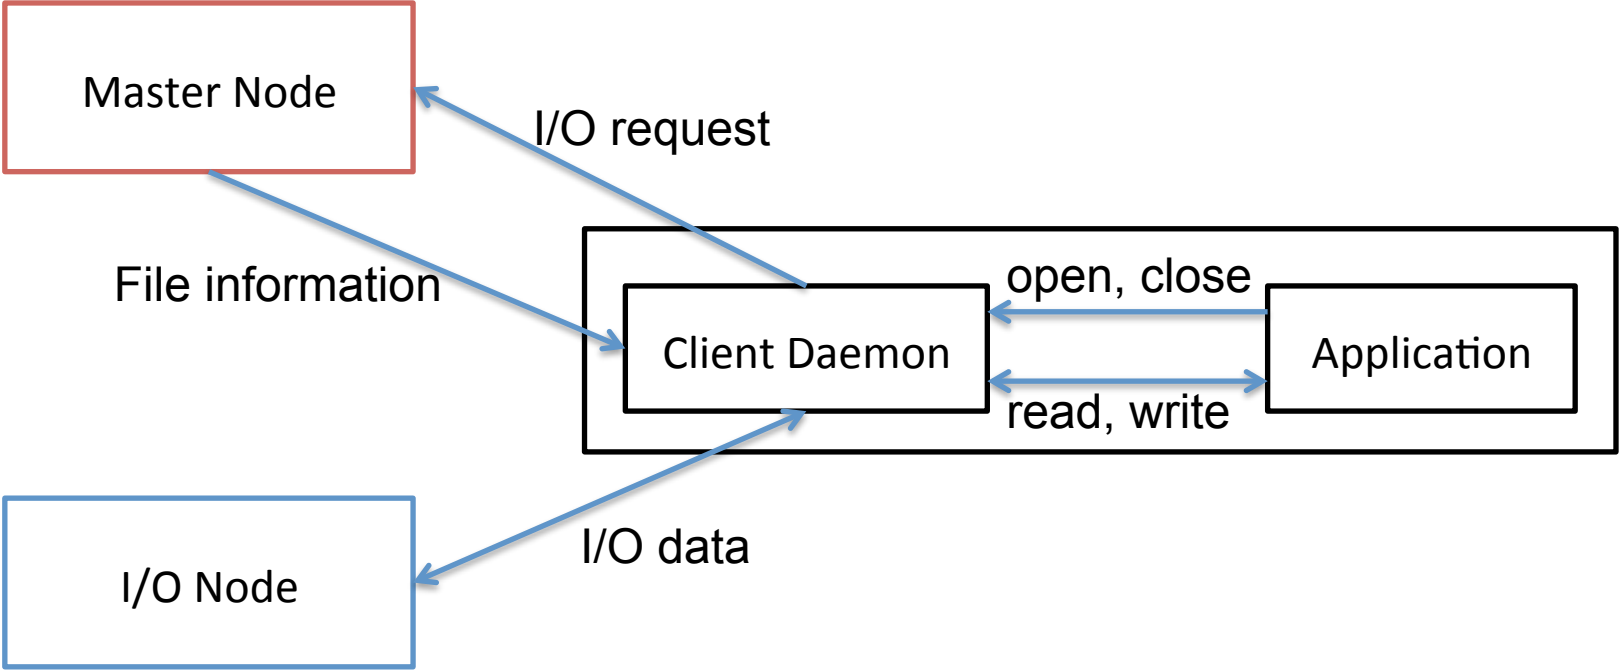 Master Node
I/O request
File information
open, close
Client Daemon
Application
read, write
I/O data
I/O Node